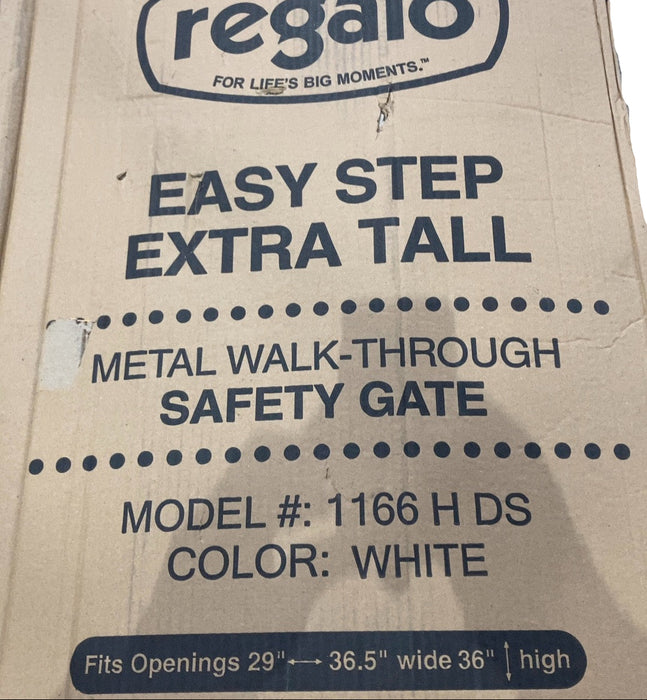 regalo
FOR LIFE'S BIG MOMENTS.™
EASY STEP
EXTRA TALL
METAL WALK-THROUGH
SAFETY GATE
MODEL #: 1166 H DS
COLOR: WHITE
Fits Openings 29"⟷ 36.5" wide 36" ↕ high